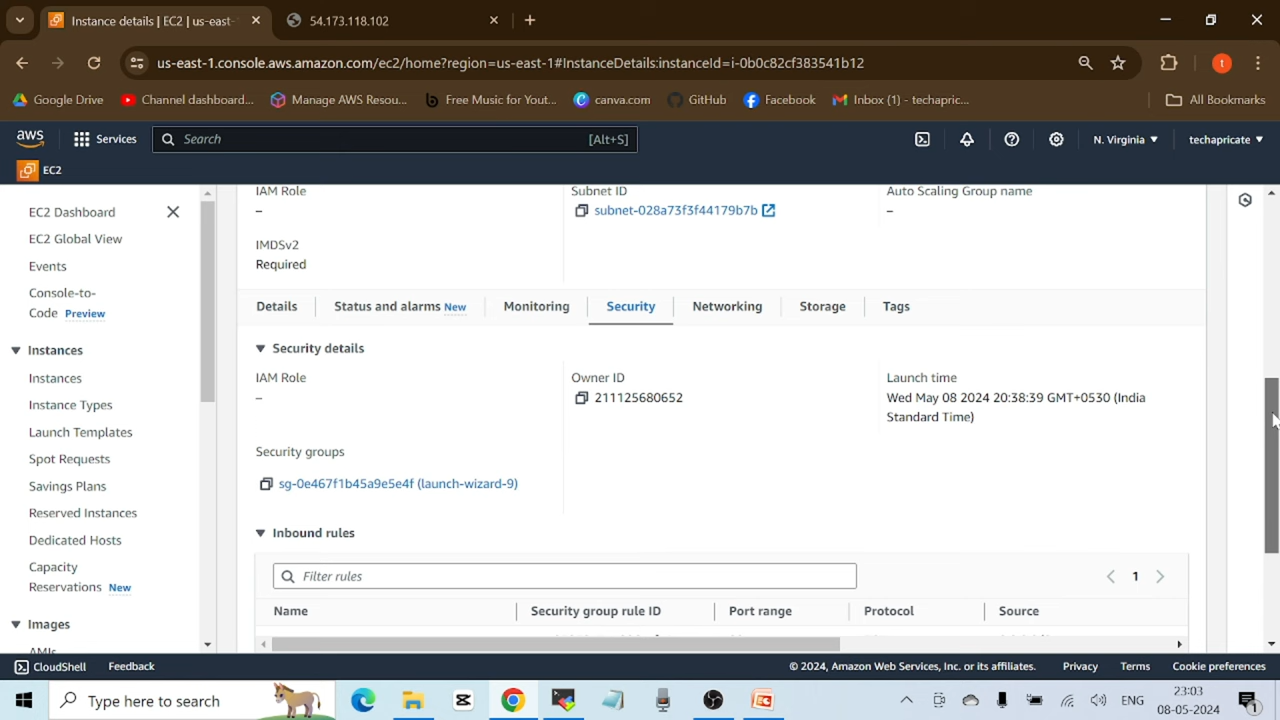 Instance details | EC2 | us-east-
54.173.118.102
us-east-1.console.aws.amazon.com/ec2/home?region=us-east-1#InstanceDetails:instanceId=i-0b0c82cf383541b12
t
Google Drive
Channel dashboard...
Manage AWS Resou...
Free Music for Yout...
canva.com
GitHub
Facebook
Inbox (1) - techapric...
All Bookmarks
aws
Services
Search
[Alt+S]
N. Virginia
techapricate
EC2
EC2 Dashboard
EC2 Global View
Events
Console-to-
Code Preview
Instances
Instances
Instance Types
Launch Templates
Spot Requests
Savings Plans
Reserved Instances
Dedicated Hosts
Capacity
Reservations New
Images
AMIs
IAM Role
–
Subnet ID
subnet-028a73f3f44179b7b
Auto Scaling Group name
–
IMDSv2
Required
Details
Status and alarms New
Monitoring
Security
Networking
Storage
Tags
Security details
IAM Role
–
Owner ID
211125680652
Launch time
Wed May 08 2024 20:38:39 GMT+0530 (India
Standard Time)
Security groups
sg-0e467f1b45a9e5e4f (launch-wizard-9)
Inbound rules
Filter rules
1
Name
Security group rule ID
Port range
Protocol
Source
CloudShell
Feedback
© 2024, Amazon Web Services, Inc. or its affiliates.
Privacy
Terms
Cookie preferences
Type here to search
ENG
23:03
08-05-2024
1